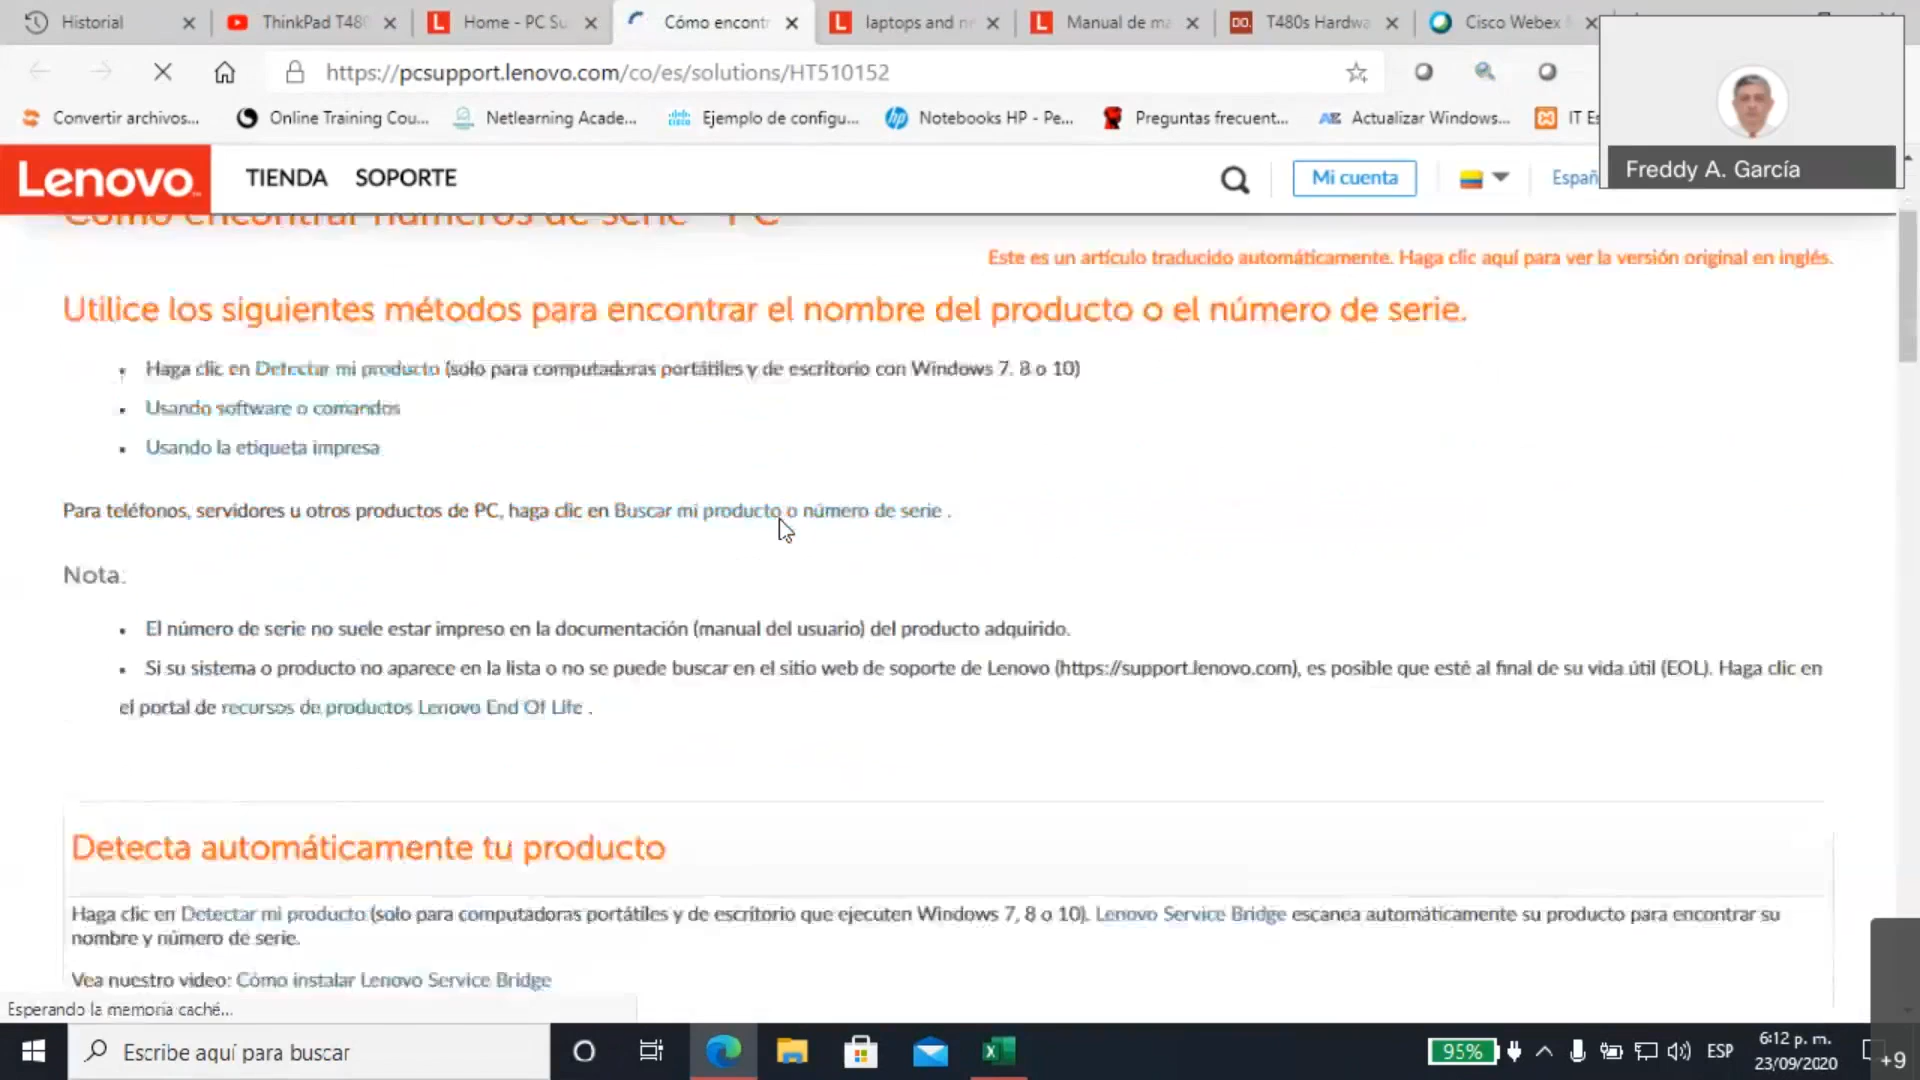 Historial
ThinkPad T48
Home - PC Su
Cómo encont
laptops and n
Manual de m
DO.
T480s Hardw
Cisco Webex
https://pcsupport.lenovo.com/co/es/solutions/HT510152
Convertir archivos...
Online Training Cou...
Netlearning Acade...
Ejemplo de configu...
Notebooks HP - Pe...
Preguntas frecuent...
Actualizar Windows...
IT Es
Freddy A. García
Lenovo
TIENDA
SOPORTE
Mi cuenta
Españ
Cómo encontrar números de serie - PC
Este es un artículo traducido automáticamente. Haga clic aquí para ver la versión original en inglés.
Utilice los siguientes métodos para encontrar el nombre del producto o el número de serie.
• Haga clic en Detectar mi producto (solo para computadoras portátiles y de escritorio con Windows 7. 8 o 10)
• Usando software o comandos
• Usando la etiqueta impresa
Para teléfonos, servidores u otros productos de PC, haga clic en Buscar mi producto o número de serie .
Nota:
• El número de serie no suele estar impreso en la documentación (manual del usuario) del producto adquirido.
• Si su sistema o producto no aparece en la lista o no se puede buscar en el sitio web de soporte de Lenovo (https://support.lenovo.com), es posible que esté al final de su vida útil (EOL). Haga clic en
el portal de recursos de productos Lenovo End Of Life .
Detecta automáticamente tu producto
Haga clic en Detectar mi producto (solo para computadoras portátiles y de escritorio que ejecuten Windows 7, 8 o 10). Lenovo Service Bridge escanea automáticamente su producto para encontrar su
nombre y número de serie.
Vea nuestro video: Cómo instalar Lenovo Service Bridge
Esperando la memoria caché...
Escribe aquí para buscar
95%
ESP
6:12 p. m.
23/09/2020
+9